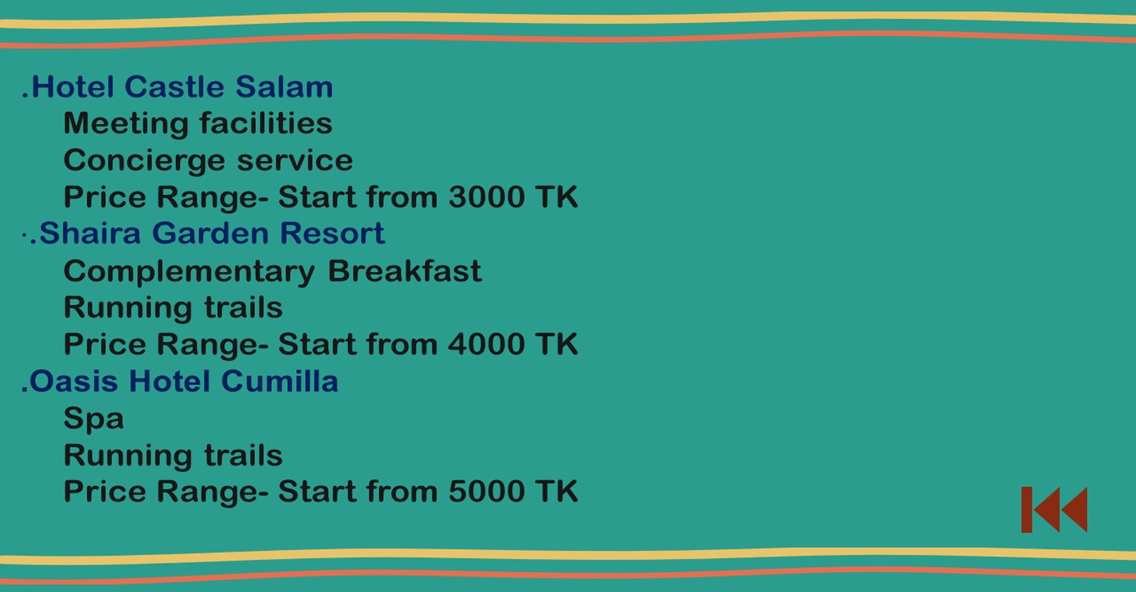 .Hotel Castle Salam
Meeting facilities
Concierge service
Price Range- Start from 3000 TK
·.Shaira Garden Resort
Complementary Breakfast
Running trails
Price Range- Start from 4000 TK
.Oasis Hotel Cumilla
Spa
Running trails
Price Range- Start from 5000 TK